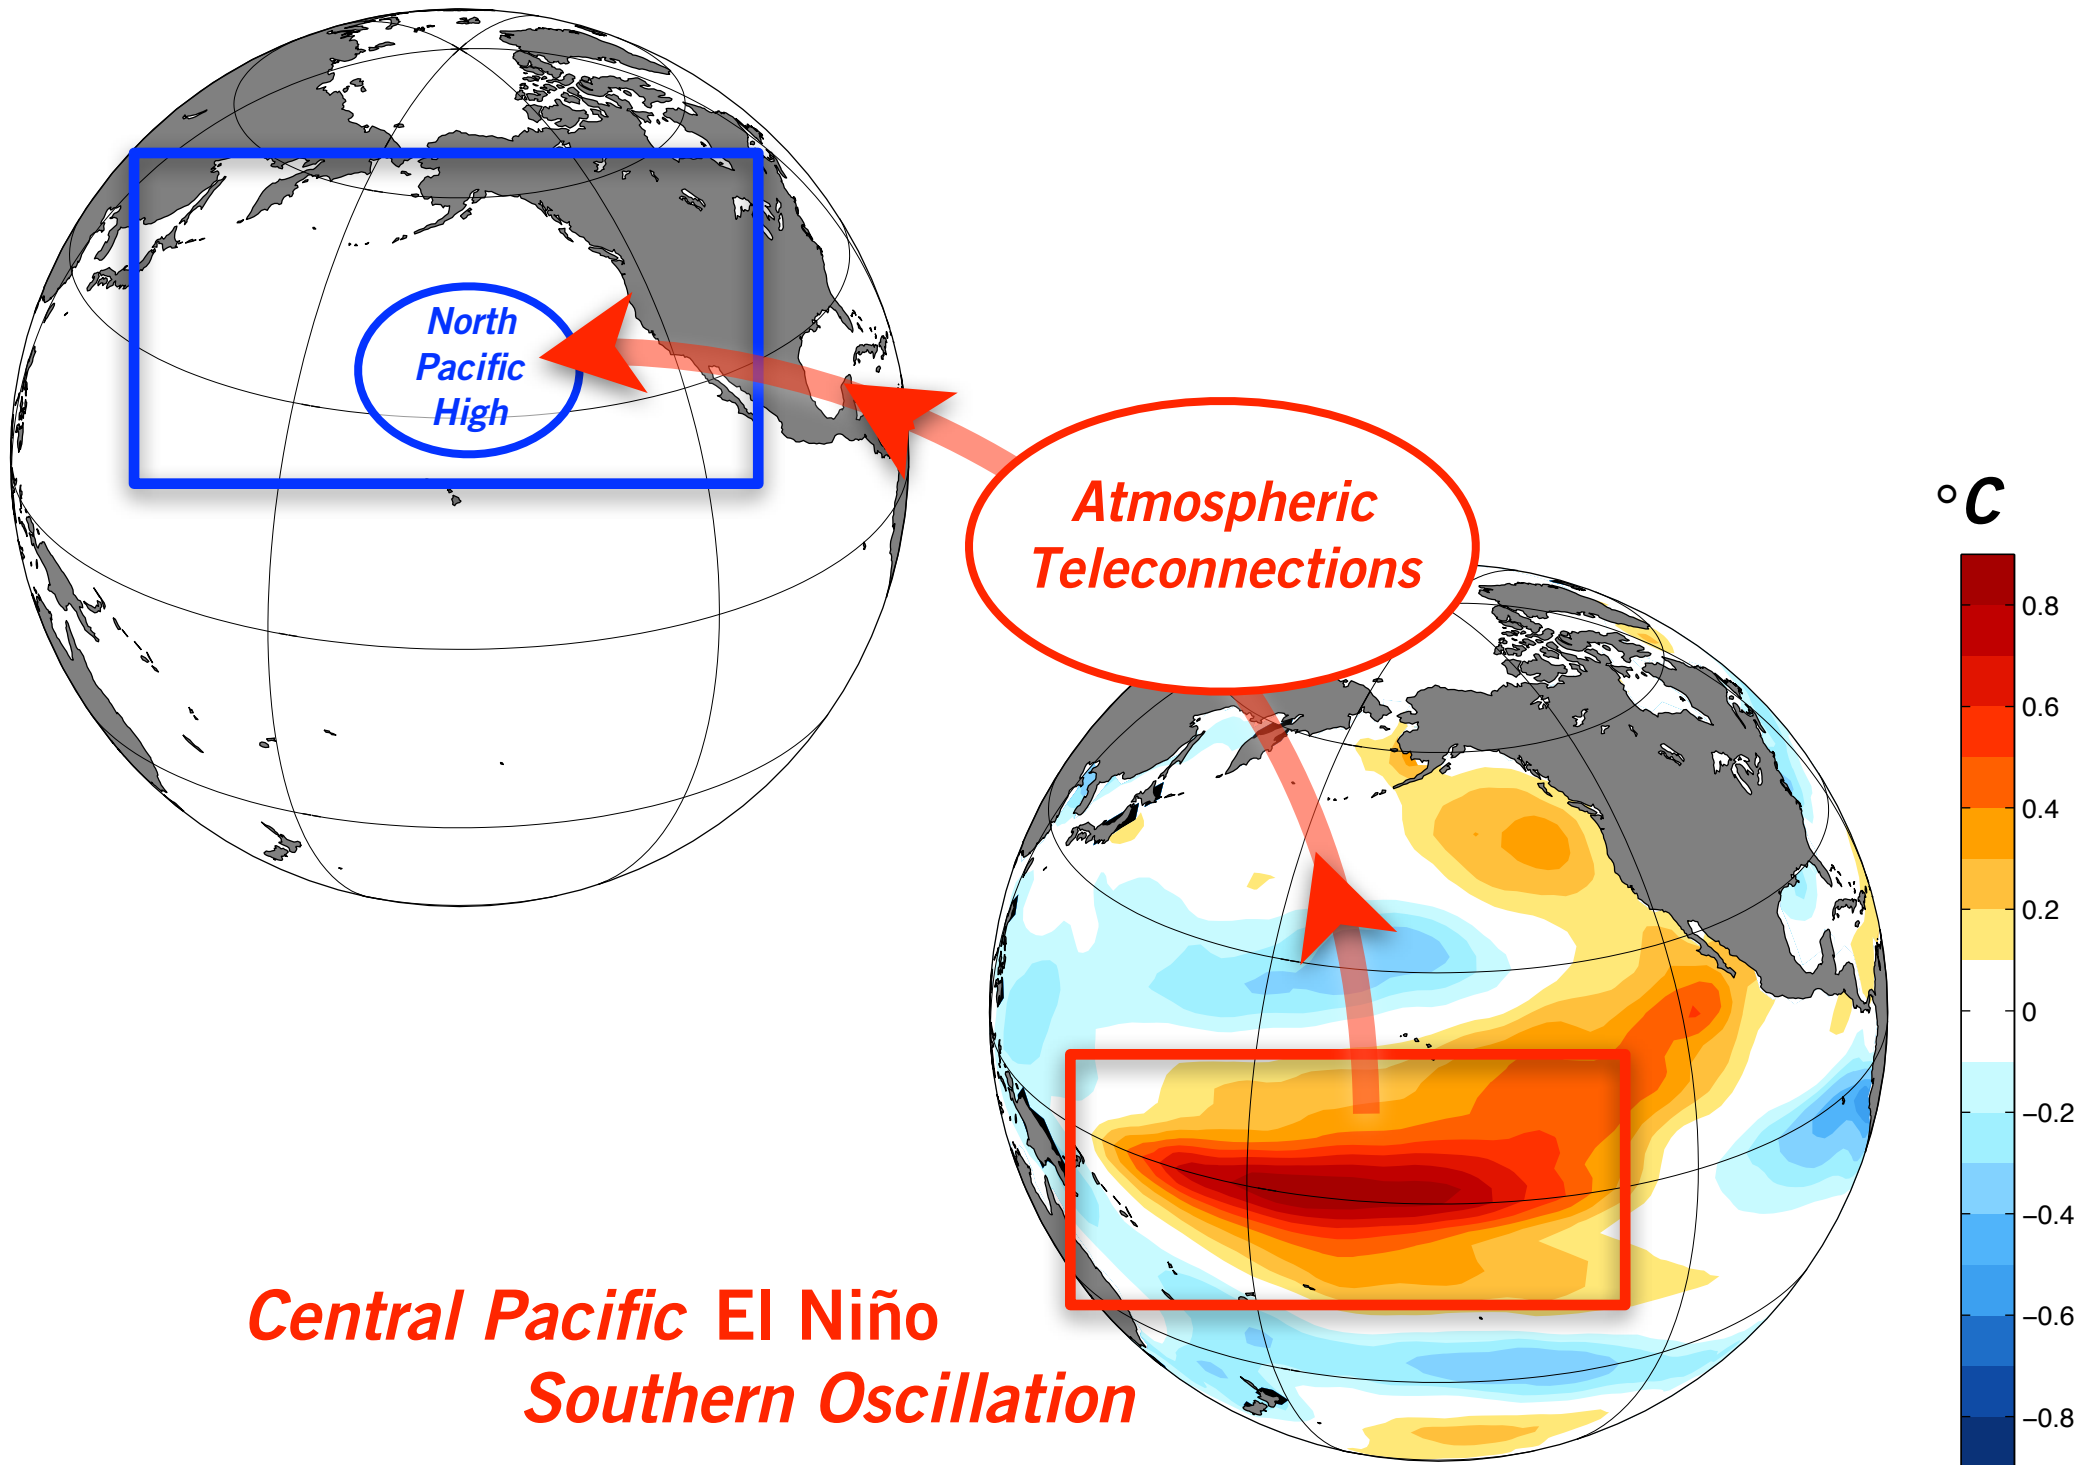 North
Pacific
High
Atmospheric
Teleconnections
°C
0.8
0.6
0.4
0.2
0
−0.2
−0.4
−0.6
−0.8
Central Pacific El Niño
Southern Oscillation